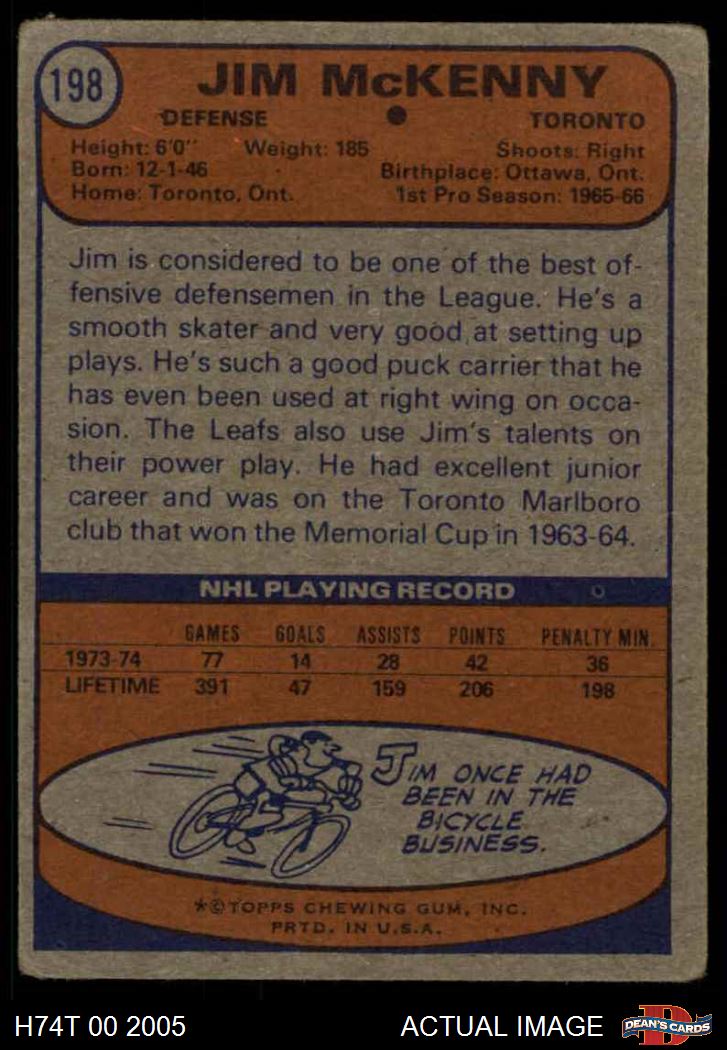 198
JIM McKENNY
DEFENSE TORONTO
Height: 6'0" Weight: 185 Shoots: Right
Born: 12-1-46 Birthplace: Ottawa, Ont.
Home: Toronto, Ont. 1st Pro Season: 1965-66
Jim is considered to be one of the best of-
fensive defensemen in the League. He's a
smooth skater and very good at setting up
plays. He's such a good puck carrier that he
has even been used at right wing on occa-
sion. The Leafs also use Jim's talents on
their power play. He had excellent junior
career and was on the Toronto Marlboro
club that won the Memorial Cup in 1963-64.
NHL PLAYING RECORD
GAMES GOALS ASSISTS POINTS PENALTY MIN.
1973-74 77 14 28 42 36
LIFETIME 391 47 159 206 198
JIM ONCE HAD
BEEN IN THE
BICYCLE
BUSINESS.
*©TOPPS CHEWING GUM, INC.
PRTD. IN U.S.A.
H74T 00 2005 ACTUAL IMAGE
D
DEAN'S CARDS